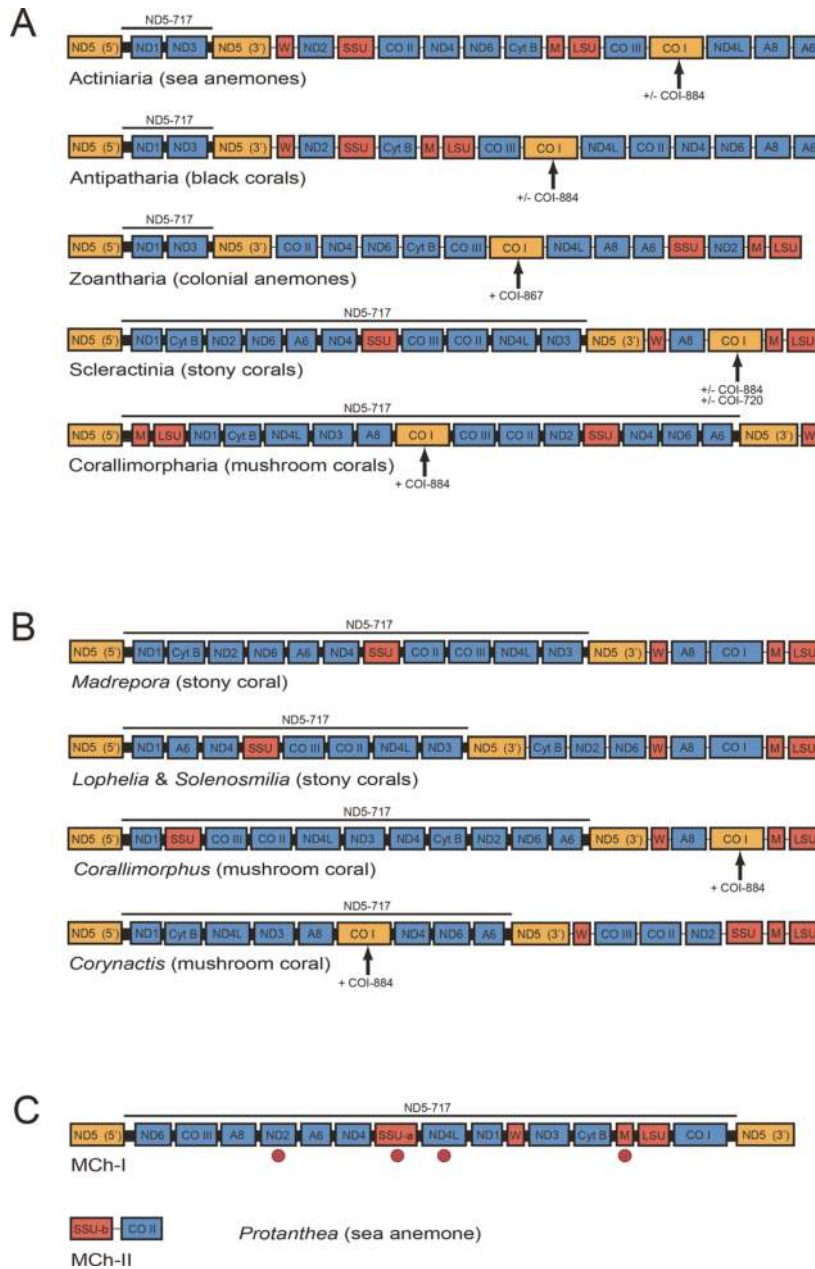 A
ND5-717
ND5 (5') ND1 ND3 ND5 (3') W ND2 SSU CO II ND4 ND6 Cyt B M LSU CO III CO I ND4L A8 A6
Actiniaria (sea anemones)
+/- COI-884
ND5-717
ND5 (5') ND1 ND3 ND5 (3') W ND2 SSU Cyt B M LSU CO III CO I ND4L CO II ND4 ND6 A8 A6
Antipatharia (black corals)
+/- COI-884
ND5-717
ND5 (5') ND1 ND3 ND5 (3') CO II ND4 ND6 Cyt B CO III CO I ND4L A8 A6 SSU ND2 M LSU
Zoantharia (colonial anemones)
+ COI-867
ND5-717
ND5 (5') ND1 Cyt B ND2 ND6 A6 ND4 SSU CO III CO II ND4L ND3 ND5 (3') W A8 CO I M LSU
Scleractinia (stony corals)
+/- COI-884
+/- COI-720
ND5-717
ND5 (5') M LSU ND1 Cyt B ND4L ND3 A8 CO I CO III CO II ND2 SSU ND4 ND6 A6 ND5 (3') W
Corallimorpharia (mushroom corals)
+ COI-884
B
ND5-717
ND5 (5') ND1 Cyt B ND2 ND6 A6 ND4 SSU CO II CO III ND4L ND3 ND5 (3') W A8 CO I M LSU
Madrepora (stony coral)
ND5-717
ND5 (5') ND1 A6 ND4 SSU CO III CO II ND4L ND3 ND5 (3') Cyt B ND2 ND6 W A8 CO I M LSU
Lophelia & Solenosmilia (stony corals)
ND5-717
ND5 (5') ND1 SSU CO III CO II ND4L ND3 ND4 Cyt B ND2 ND6 A6 ND5 (3') W A8 CO I M LSU
Corallimorphus (mushroom coral)
+ COI-884
ND5-717
ND5 (5') ND1 Cyt B ND4L ND3 A8 CO I ND4 ND6 A6 ND5 (3') W CO III CO II ND2 SSU M LSU
Corynactis (mushroom coral)
+ COI-884
C
ND5-717
ND5 (5') ND6 CO III A8 ND2 A6 ND4 SSU-a ND4L ND1 W ND3 Cyt B M LSU CO I ND5 (3')
MCh-I
SSU-b CO II
Protanthea (sea anemone)
MCh-II